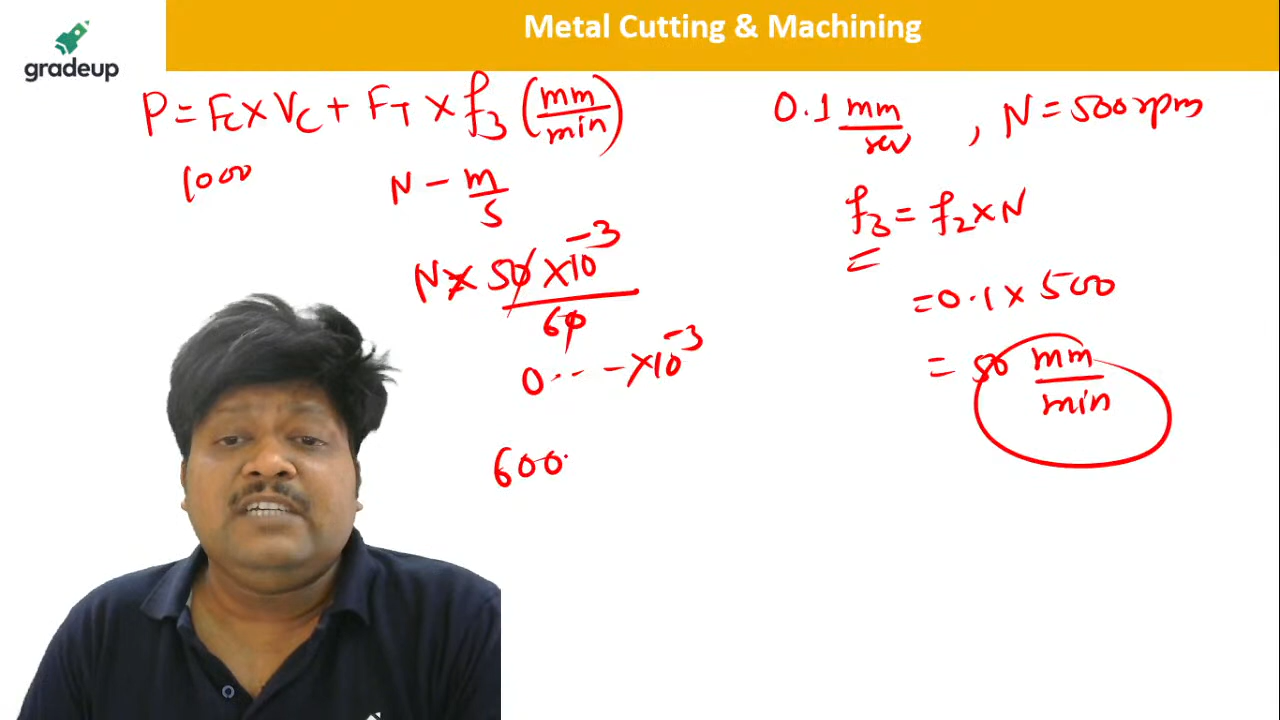 Metal Cutting & Machining
gradeup
P = Fc × Vc + FT × f3 (mm/min)
1000
N - m/s
N × 50 × 10^-3 / 60
0... - × 10^-3
600.
0.1 mm/rev , N = 500 rpm
f3 = f2 × N
= 0.1 × 500
= 50 mm/min